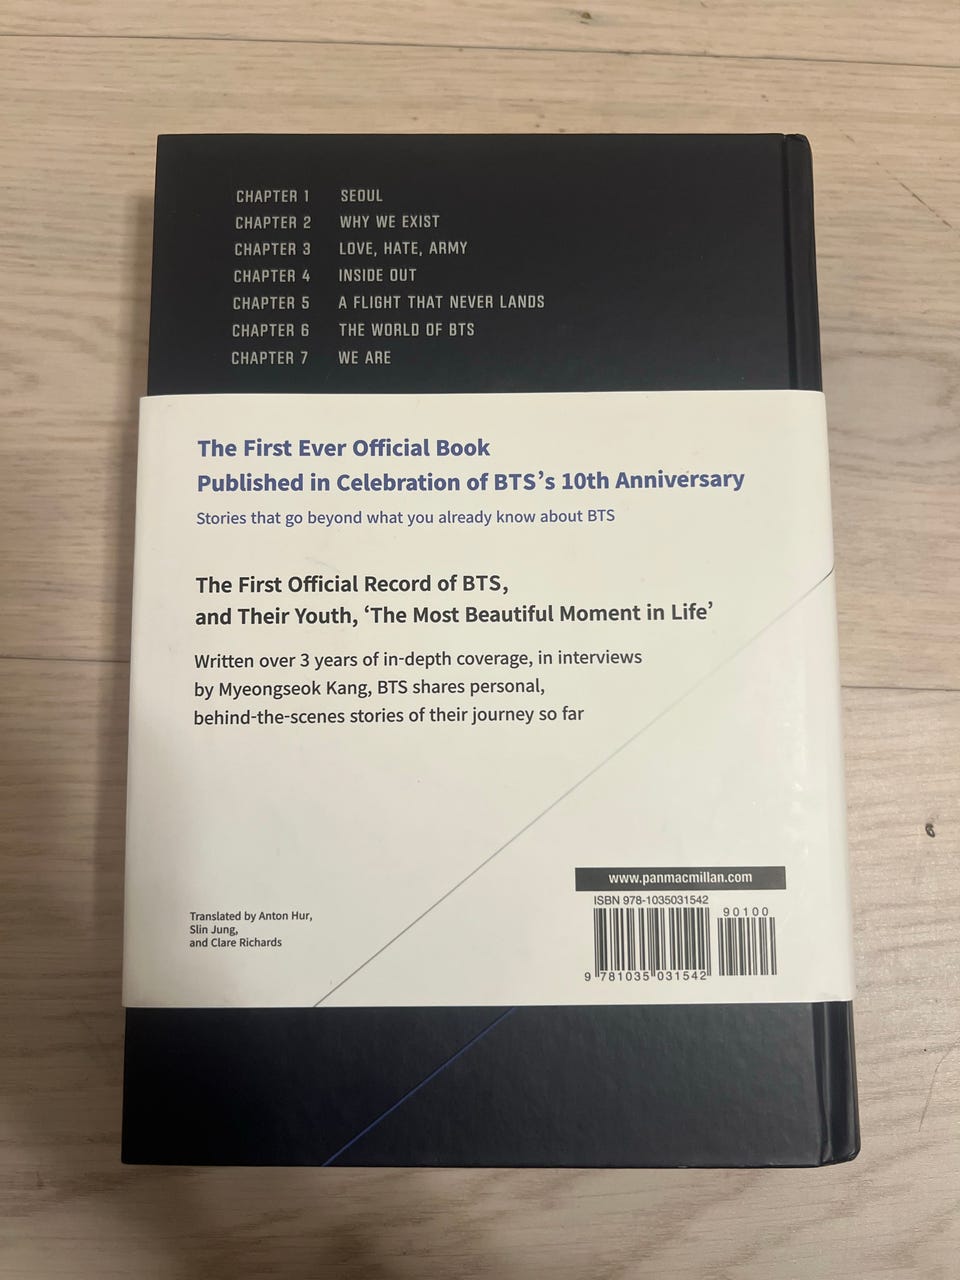 CHAPTER 1 SEOUL
CHAPTER 2 WHY WE EXIST
CHAPTER 3 LOVE, HATE, ARMY
CHAPTER 4 INSIDE OUT
CHAPTER 5 A FLIGHT THAT NEVER LANDS
CHAPTER 6 THE WORLD OF BTS
CHAPTER 7 WE ARE
The First Ever Official Book
Published in Celebration of BTS’s 10th Anniversary
Stories that go beyond what you already know about BTS
The First Official Record of BTS,
and Their Youth, ‘The Most Beautiful Moment in Life’
Written over 3 years of in-depth coverage, in interviews
by Myeongseok Kang, BTS shares personal,
behind-the-scenes stories of their journey so far
Translated by Anton Hur,
Slin Jung,
and Clare Richards
www.panmacmillan.com
ISBN 978-1035031542
90100
9 781035 031542